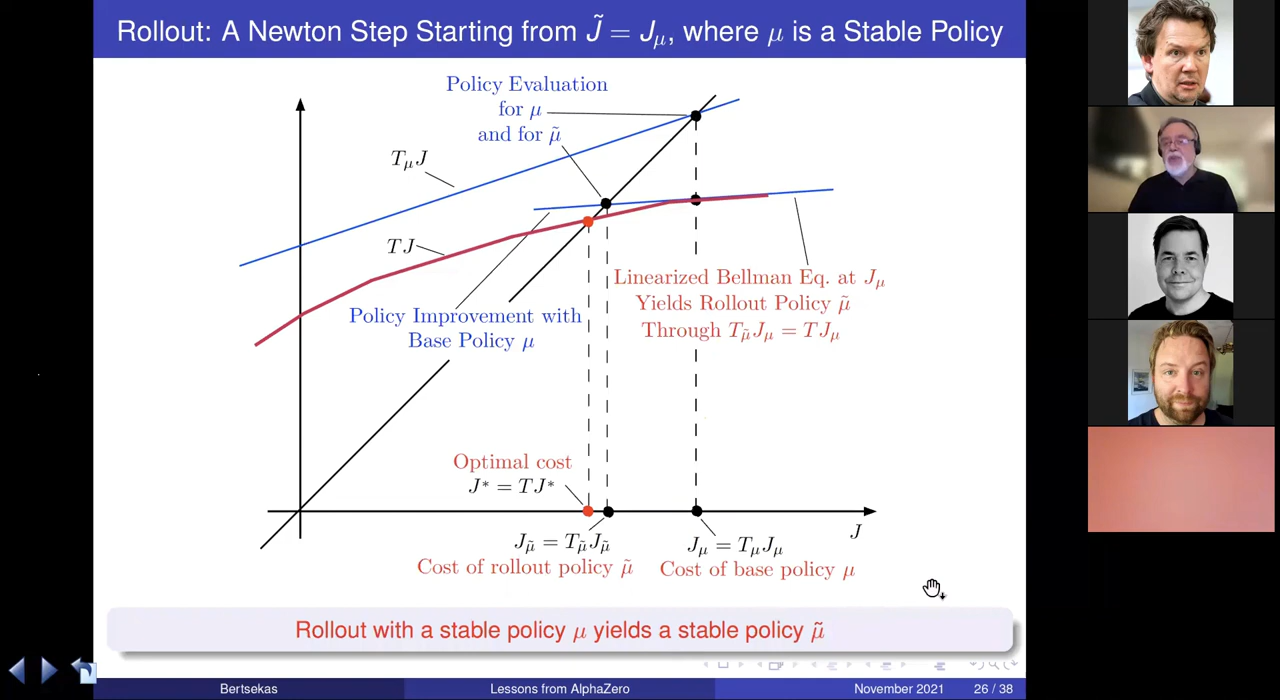 Rollout: A Newton Step Starting from J̃ = J_μ, where μ is a Stable Policy
Policy Evaluation
for μ
and for μ̃
T_μJ
TJ
Linearized Bellman Eq. at J_μ
Yields Rollout Policy μ̃
Through T_μ̃J_μ = TJ_μ
Policy Improvement with
Base Policy μ
Optimal cost
J* = TJ*
J
J_μ̃ = T_μ̃J_μ̃
Cost of rollout policy μ̃
J_μ = T_μJ_μ
Cost of base policy μ
Rollout with a stable policy μ yields a stable policy μ̃
Bertsekas
Lessons from AlphaZero
November 2021
26 / 38